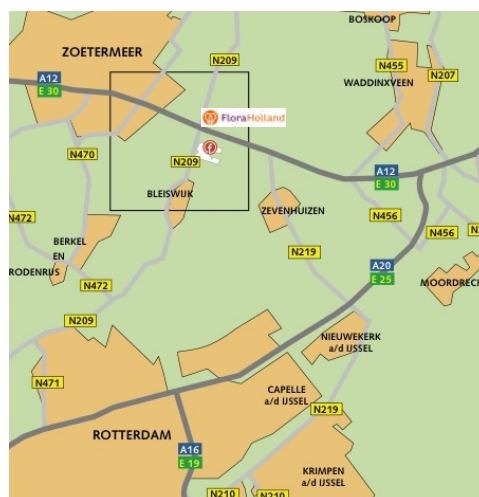 BOSKOOP
ZOETERMEER
N209
N455
N207
A12
E 30
WADDINXVEEN
FloraHolland
N470
N209
A12
E 30
BLEISWIJK
ZEVENHUIZEN
N472
N456
N456
BERKEL
EN
RODENRIJS
N219
A20
E 25
N472
MOORDRECH
N209
NIEUWEKERK
a/d IJSSEL
N471
CAPELLE
a/d IJSSEL
N219
ROTTERDAM
A16
E 19
KRIMPEN
a/d IJSSEL
N210
N210